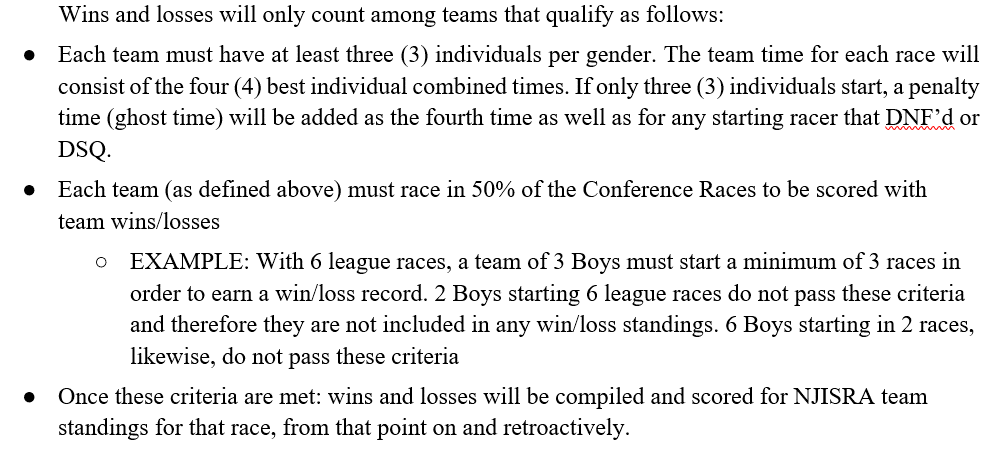 Wins and losses will only count among teams that qualify as follows:
● Each team must have at least three (3) individuals per gender. The team time for each race will
consist of the four (4) best individual combined times. If only three (3) individuals start, a penalty
time (ghost time) will be added as the fourth time as well as for any starting racer that DNF’d or
DSQ.
● Each team (as defined above) must race in 50% of the Conference Races to be scored with
team wins/losses
○ EXAMPLE: With 6 league races, a team of 3 Boys must start a minimum of 3 races in
order to earn a win/loss record. 2 Boys starting 6 league races do not pass these criteria
and therefore they are not included in any win/loss standings. 6 Boys starting in 2 races,
likewise, do not pass these criteria
● Once these criteria are met: wins and losses will be compiled and scored for NJISRA team
standings for that race, from that point on and retroactively.